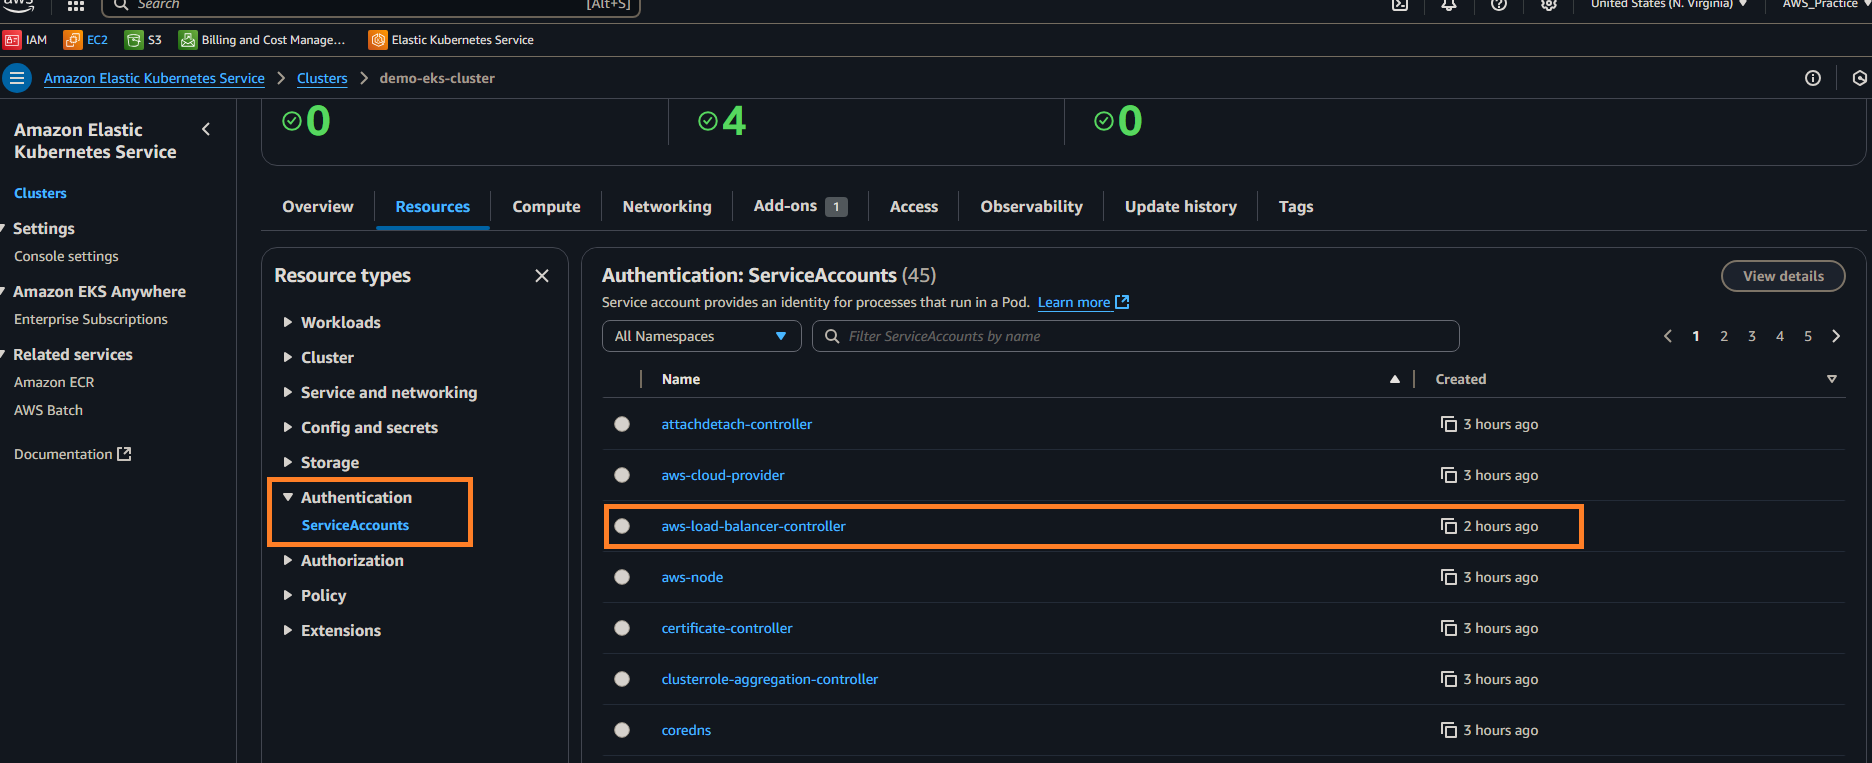 aws
Search
[Alt+S]
United States (N. Virginia)
AWS_Practice
IAM
EC2
S3
Billing and Cost Manage...
Elastic Kubernetes Service
Amazon Elastic Kubernetes Service
Clusters
demo-eks-cluster
Amazon Elastic
Kubernetes Service
Clusters
Settings
Console settings
Amazon EKS Anywhere
Enterprise Subscriptions
Related services
Amazon ECR
AWS Batch
Documentation
0
4
0
Overview
Resources
Compute
Networking
Add-ons 1
Access
Observability
Update history
Tags
Resource types
Workloads
Cluster
Service and networking
Config and secrets
Storage
Authentication
ServiceAccounts
Authorization
Policy
Extensions
Authentication: ServiceAccounts (45)
View details
Service account provides an identity for processes that run in a Pod. Learn more
All Namespaces
Filter ServiceAccounts by name
1 2 3 4 5
Name Created
attachdetach-controller 3 hours ago
aws-cloud-provider 3 hours ago
aws-load-balancer-controller 2 hours ago
aws-node 3 hours ago
certificate-controller 3 hours ago
clusterrole-aggregation-controller 3 hours ago
coredns 3 hours ago